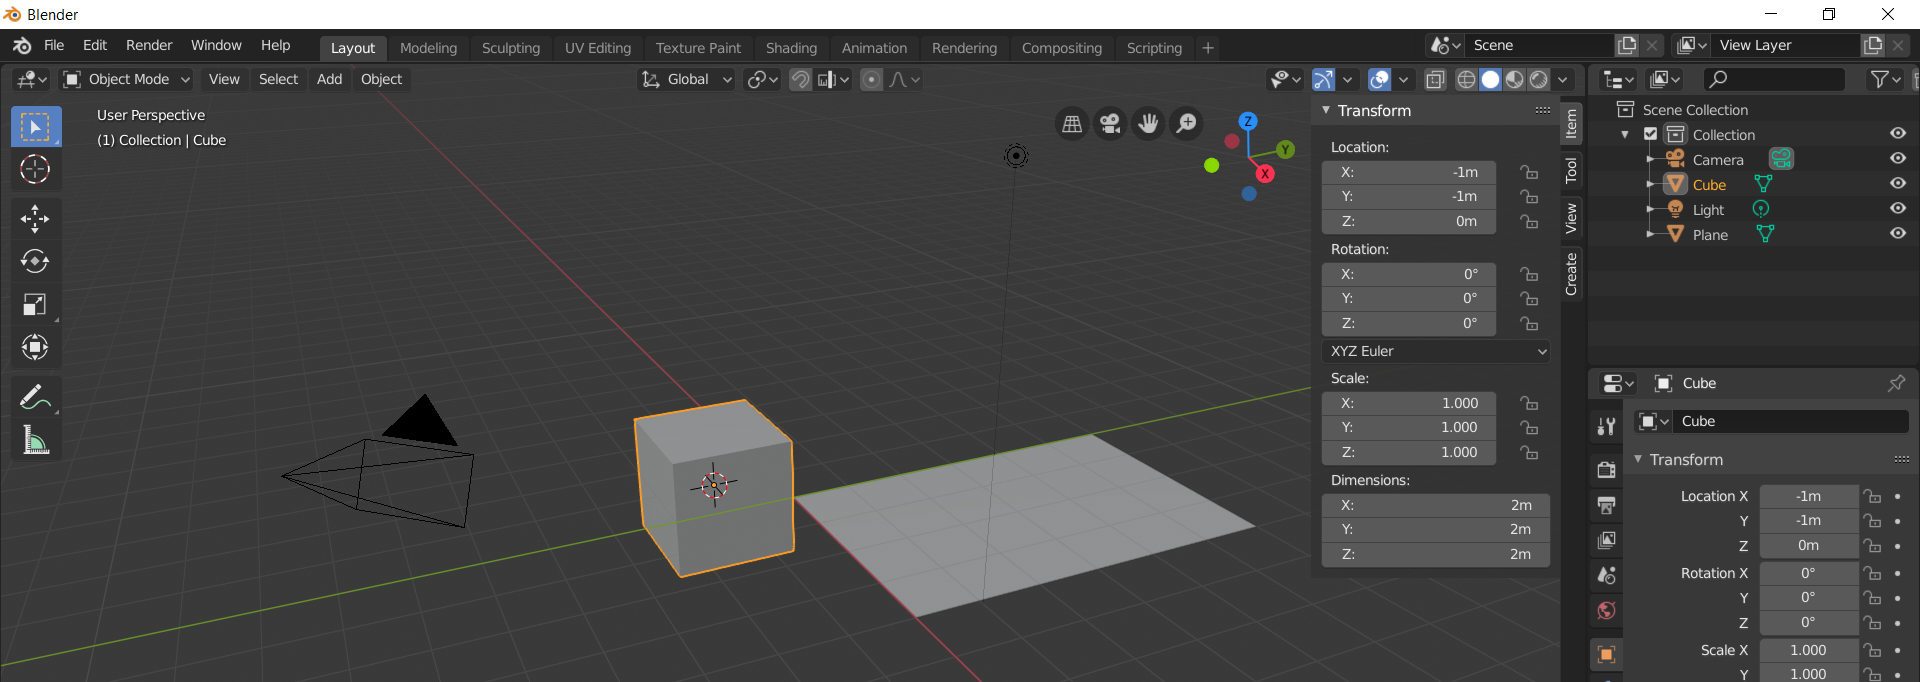 Blender
File Edit Render Window Help Layout Modeling Sculpting UV Editing Texture Paint Shading Animation Rendering Compositing Scripting + Scene View Layer
Object Mode View Select Add Object Global
User Perspective
(1) Collection | Cube
Z
Y
X
Transform
Location:
X: -1m
Y: -1m
Z: 0m
Rotation:
X: 0°
Y: 0°
Z: 0°
XYZ Euler
Scale:
X: 1.000
Y: 1.000
Z: 1.000
Dimensions:
X: 2m
Y: 2m
Z: 2m
Item
Tool
View
Create
Scene Collection
Collection
Camera
Cube
Light
Plane
Cube
Cube
Transform
Location X -1m
Y -1m
Z 0m
Rotation X 0°
Y 0°
Z 0°
Scale X 1.000
Y 1.000